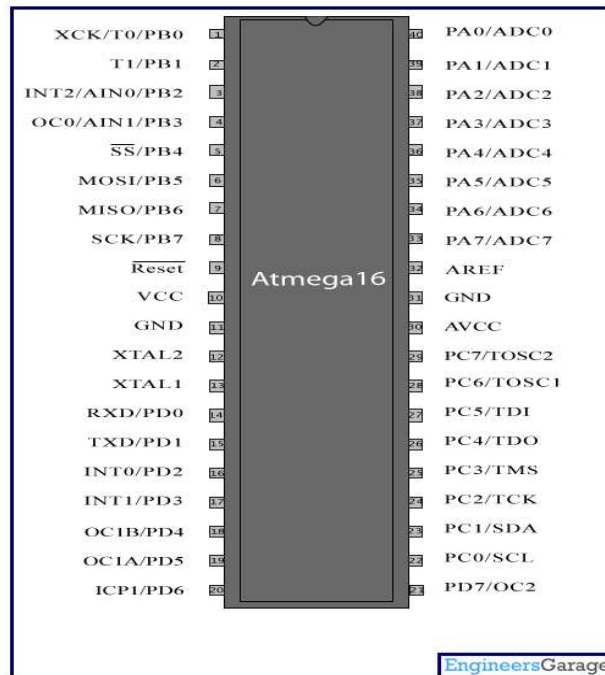 XCK/T0/PB0 1 40 PA0/ADC0
T1/PB1 2 39 PA1/ADC1
INT2/AIN0/PB2 3 38 PA2/ADC2
OC0/AIN1/PB3 4 37 PA3/ADC3
SS/PB4 5 36 PA4/ADC4
MOSI/PB5 6 35 PA5/ADC5
MISO/PB6 7 34 PA6/ADC6
SCK/PB7 8 33 PA7/ADC7
Reset 9 Atmega16 32 AREF
VCC 10 31 GND
GND 11 30 AVCC
XTAL2 12 29 PC7/TOSC2
XTAL1 13 28 PC6/TOSC1
RXD/PD0 14 27 PC5/TDI
TXD/PD1 15 26 PC4/TDO
INT0/PD2 16 25 PC3/TMS
INT1/PD3 17 24 PC2/TCK
OC1B/PD4 18 23 PC1/SDA
OC1A/PD5 19 22 PC0/SCL
ICP1/PD6 20 21 PD7/OC2
EngineersGarage